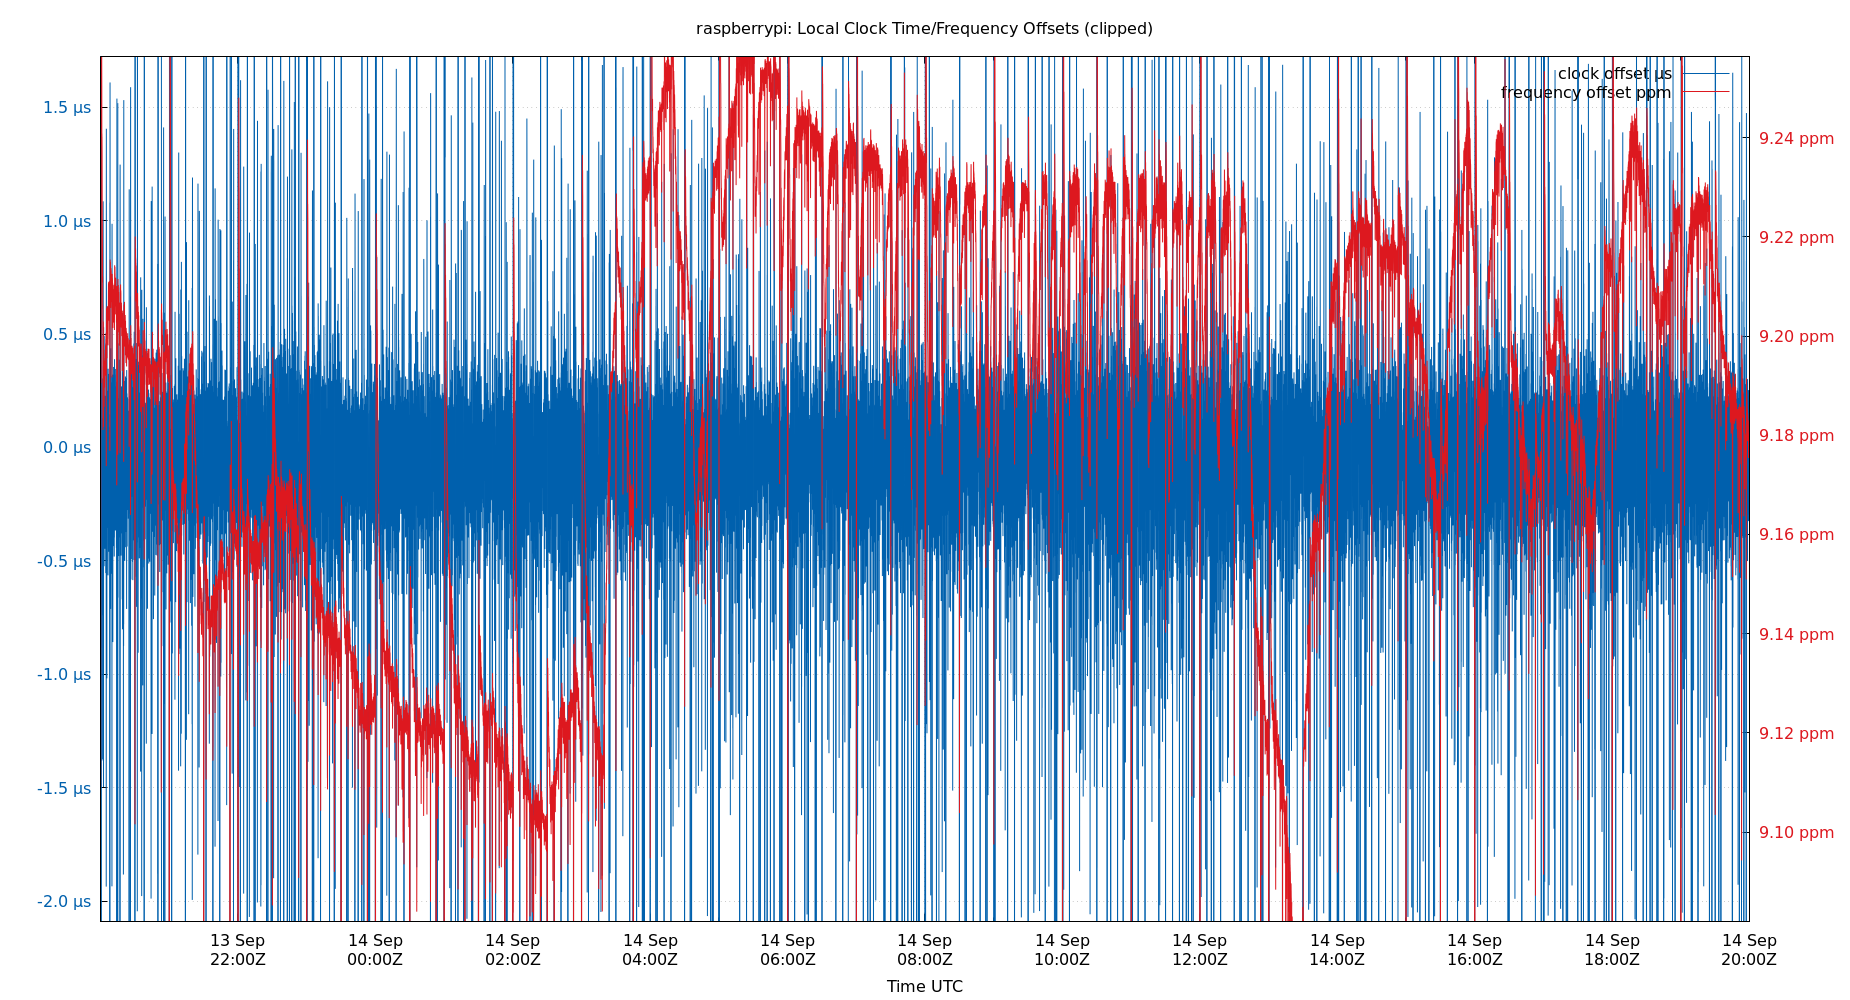 raspberrypi: Local Clock Time/Frequency Offsets (clipped)
clock offset µs
frequency offset ppm
1.5 µs
1.0 µs
0.5 µs
0.0 µs
-0.5 µs
-1.0 µs
-1.5 µs
-2.0 µs
9.24 ppm
9.22 ppm
9.20 ppm
9.18 ppm
9.16 ppm
9.14 ppm
9.12 ppm
9.10 ppm
13 Sep 14 Sep 14 Sep 14 Sep 14 Sep 14 Sep 14 Sep 14 Sep 14 Sep 14 Sep 14 Sep 14 Sep
22:00Z 00:00Z 02:00Z 04:00Z 06:00Z 08:00Z 10:00Z 12:00Z 14:00Z 16:00Z 18:00Z 20:00Z
Time UTC